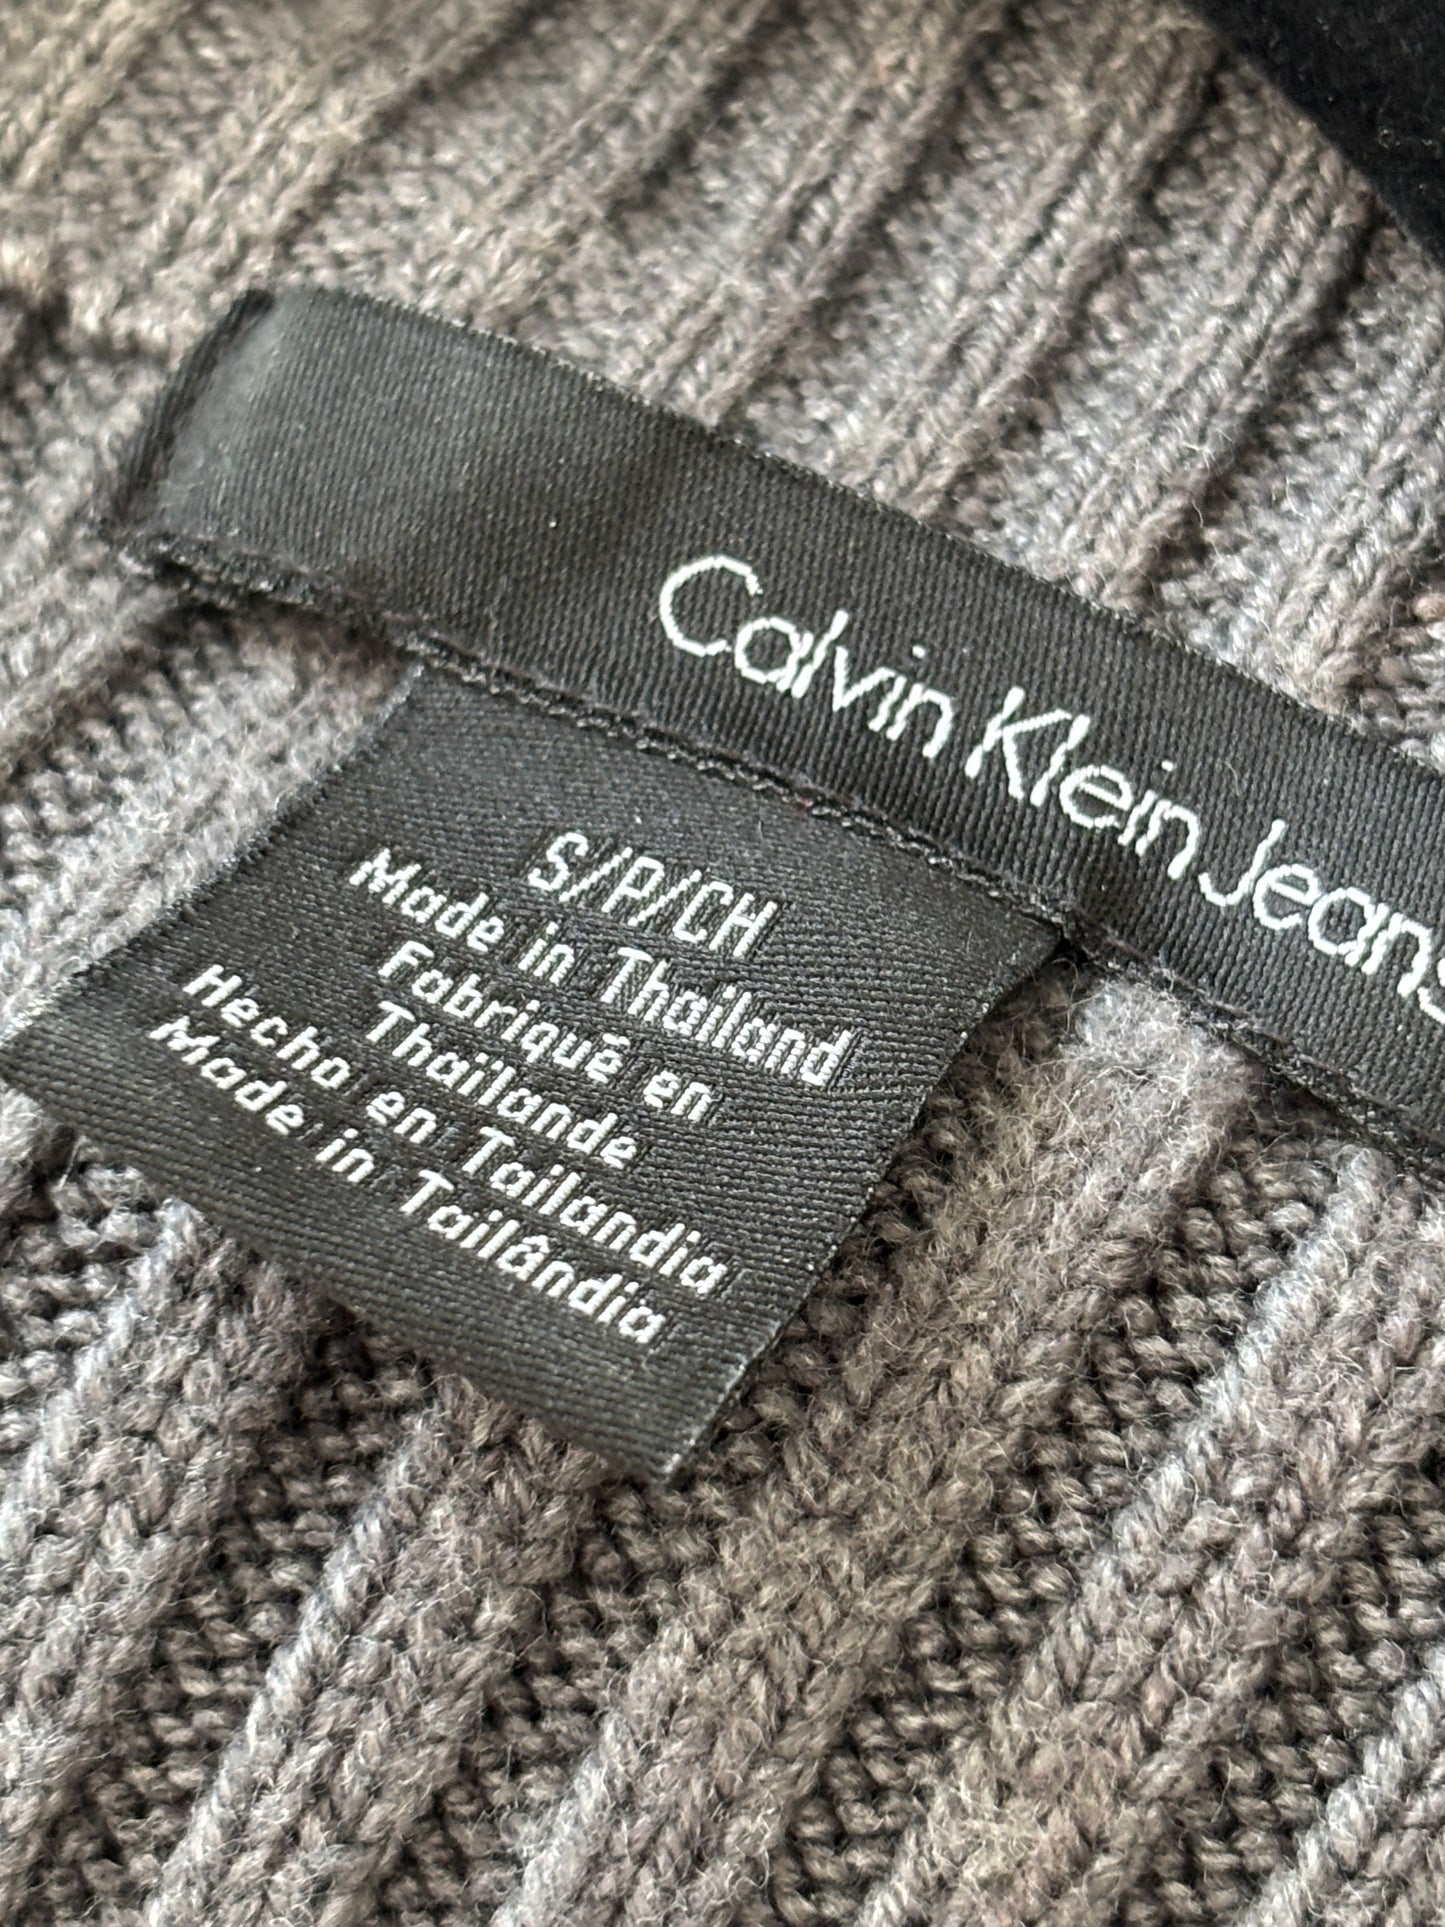 Calvin Klein Jeans
S/P/CH
Made in Thailand
Fabriqué en
Thaïlande
Hecho en Tailandia
Made in Tailândia